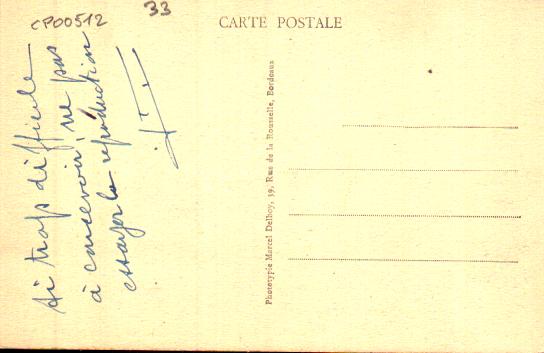 CP00512
33
CARTE POSTALE
si trop difficile
à concevoir, ne pas
essayer la reproduction
Phototypie Marcel Delboy, 39, Rue de la Rousselle, Bordeaux